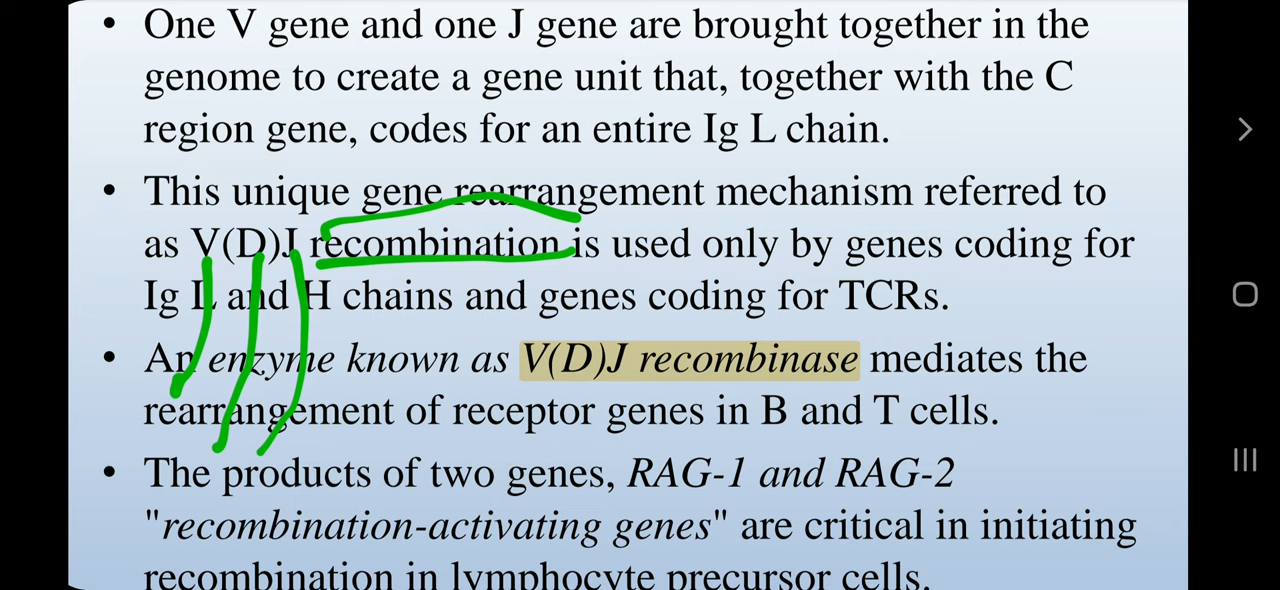 • One V gene and one J gene are brought together in the
genome to create a gene unit that, together with the C
region gene, codes for an entire Ig L chain.
• This unique gene rearrangement mechanism referred to
as V(D)J recombination is used only by genes coding for
Ig L and H chains and genes coding for TCRs.
• An enzyme known as V(D)J recombinase mediates the
rearrangement of receptor genes in B and T cells.
• The products of two genes, RAG-1 and RAG-2
"recombination-activating genes" are critical in initiating
recombination in lymphocyte precursor cells.